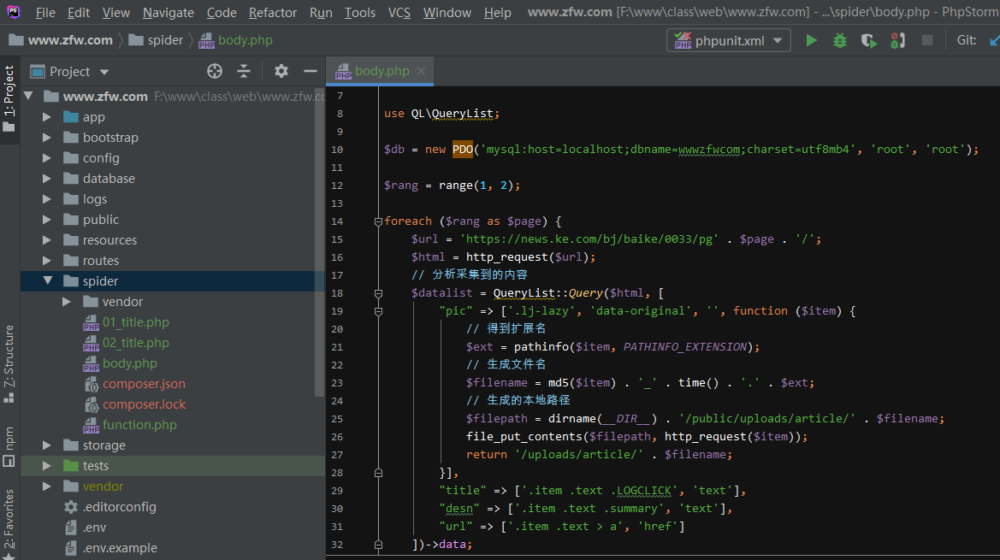 File Edit View Navigate Code Refactor Run Tools VCS Window Help www.zfw.com [F:\www\class\web\www.zfw.com] - ...\spider\body.php - PhpStorm
www.zfw.com spider body.php phpunit.xml Git:
1: Project
Project
body.php
www.zfw.com F:\www\class\web\www.zfw.co
app
bootstrap
config
database
logs
public
resources
routes
spider
vendor
01_title.php
02_title.php
body.php
composer.json
composer.lock
function.php
storage
tests
vendor
.editorconfig
.env
.env.example
7: Structure
npm
2: Favorites
7
8 use QL\QueryList;
9
10 $db = new PDO('mysql:host=localhost;dbname=wwwzfwcom;charset=utf8mb4', 'root', 'root');
11
12 $rang = range(1, 2);
13
14 foreach ($rang as $page) {
15 $url = 'https://news.ke.com/bj/baike/0033/pg' . $page . '/';
16 $html = http_request($url);
17 // 分析采集到的内容
18 $datalist = QueryList::Query($html, [
19 "pic" => ['.lj-lazy', 'data-original', '', function ($item) {
20 // 得到扩展名
21 $ext = pathinfo($item, PATHINFO_EXTENSION);
22 // 生成文件名
23 $filename = md5($item) . '_' . time() . '.' . $ext;
24 // 生成的本地路径
25 $filepath = dirname(__DIR__) . '/public/uploads/article/' . $filename;
26 file_put_contents($filepath, http_request($item));
27 return '/uploads/article/' . $filename;
28 }],
29 "title" => ['.item .text .LOGCLICK', 'text'],
30 "desn" => ['.item .text .summary', 'text'],
31 "url" => ['.item .text > a', 'href']
32 ])->data;